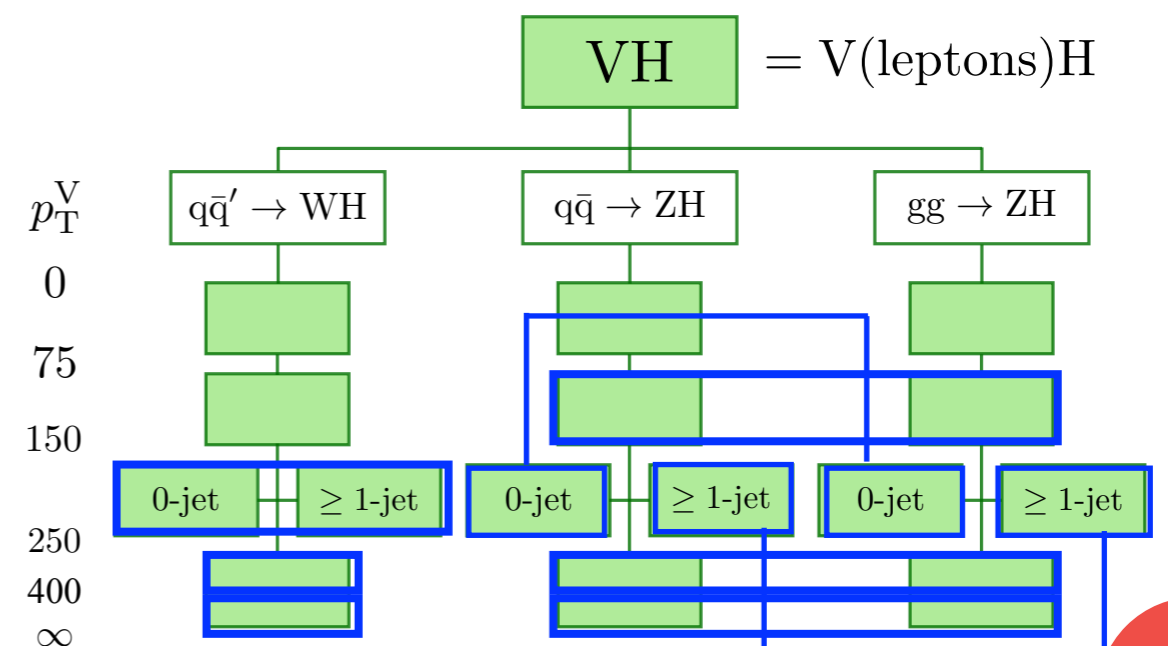 VH = V(leptons)H
p_T^V
qq̄′ → WH
qq̄ → ZH
gg → ZH
0
75
150
0-jet
≥ 1-jet
0-jet
≥ 1-jet
0-jet
≥ 1-jet
250
400
∞